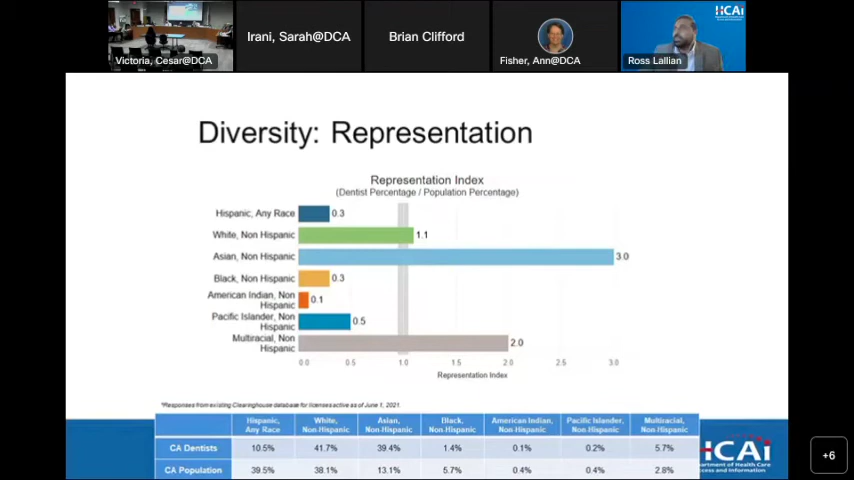 HCAi
Victoria, Cesar@DCA
Irani, Sarah@DCA
Brian Clifford
Fisher, Ann@DCA
Ross Lallian
Diversity: Representation
Representation Index
(Dentist Percentage / Population Percentage)
Hispanic, Any Race 0.3
White, Non Hispanic 1.1
Asian, Non Hispanic 3.0
Black, Non Hispanic 0.3
American Indian, Non
Hispanic 0.1
Pacific Islander, Non
Hispanic 0.5
Multiracial, Non
Hispanic 2.0
0.0 0.5 1.0 1.5 2.0 2.5 3.0
Representation Index
*Responses from existing Clearinghouse database for licenses active as of June 1, 2021.
Hispanic, Any Race White, Non-Hispanic Asian, Non-Hispanic Black, Non-Hispanic American Indian, Non-Hispanic Pacific Islander, Non-Hispanic Multiracial, Non-Hispanic
CA Dentists 10.5% 41.7% 39.4% 1.4% 0.1% 0.2% 5.7%
CA Population 39.5% 38.1% 13.1% 5.7% 0.4% 0.4% 2.8%
HCAi
partment of Health Care
ccess and Information
+6